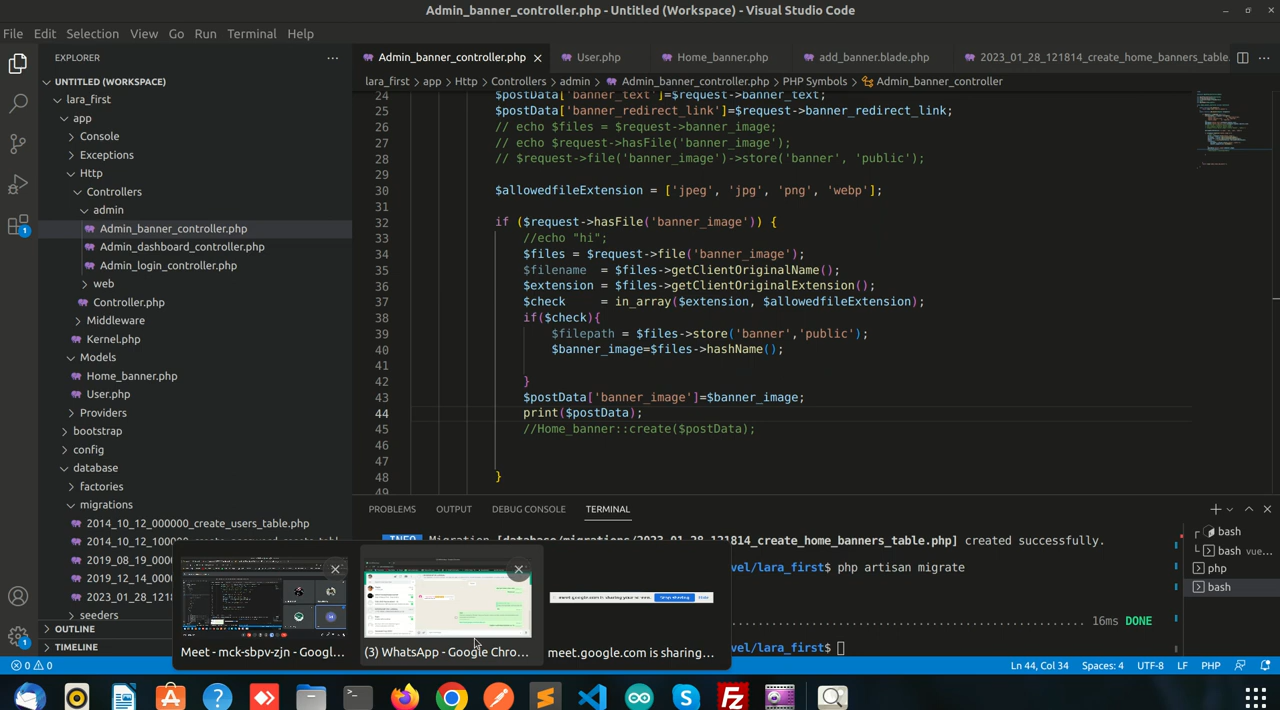 Admin_banner_controller.php - Untitled (Workspace) - Visual Studio Code
File Edit Selection View Go Run Terminal Help
EXPLORER
UNTITLED (WORKSPACE)
lara_first
app
Console
Exceptions
Http
Controllers
admin
Admin_banner_controller.php
Admin_dashboard_controller.php
Admin_login_controller.php
web
Controller.php
Middleware
Kernel.php
Models
Home_banner.php
User.php
Providers
bootstrap
config
database
factories
migrations
2014_10_12_000000_create_users_table.php
2014_10_12_100
2019_08_19
2019_12_14
2023_01_28_1218
seeders
OUTLINE
TIMELINE
Admin_banner_controller.php User.php Home_banner.php add_banner.blade.php 2023_01_28_121814_create_home_banners_table.
lara_first > app > Http > Controllers > admin > Admin_banner_controller.php > PHP Symbols > Admin_banner_controller
24 $postData['banner_text']=$request->banner_text;
25 $postData['banner_redirect_link']=$request->banner_redirect_link;
26 // echo $files = $request->banner_image;
27 // echo $request->hasFile('banner_image');
28 // $request->file('banner_image')->store('banner', 'public');
29
30 $allowedfileExtension = ['jpeg', 'jpg', 'png', 'webp'];
31
32 if ($request->hasFile('banner_image')) {
33 //echo "hi";
34 $files = $request->file('banner_image');
35 $filename = $files->getClientOriginalName();
36 $extension = $files->getClientOriginalExtension();
37 $check = in_array($extension, $allowedfileExtension);
38 if($check){
39 $filepath = $files->store('banner','public');
40 $banner_image=$files->hashName();
41
42 }
43 $postData['banner_image']=$banner_image;
44 print($postData);
45 //Home_banner::create($postData);
46
47
48 }
49
PROBLEMS OUTPUT DEBUG CONSOLE TERMINAL
INFO Migration [database/migrations/2023_01_28_121814_create_home_banners_table.php] created successfully.
vel/lara_first$ php artisan migrate
16ms DONE
vel/lara_first$
bash
bash vue...
php
bash
Meet - mck-sbpv-zjn - Googl...
(3) WhatsApp - Google Chro...
meet.google.com is sharing...
Stop sharing
Hide
0 0 Ln 44, Col 34 Spaces: 4 UTF-8 LF PHP